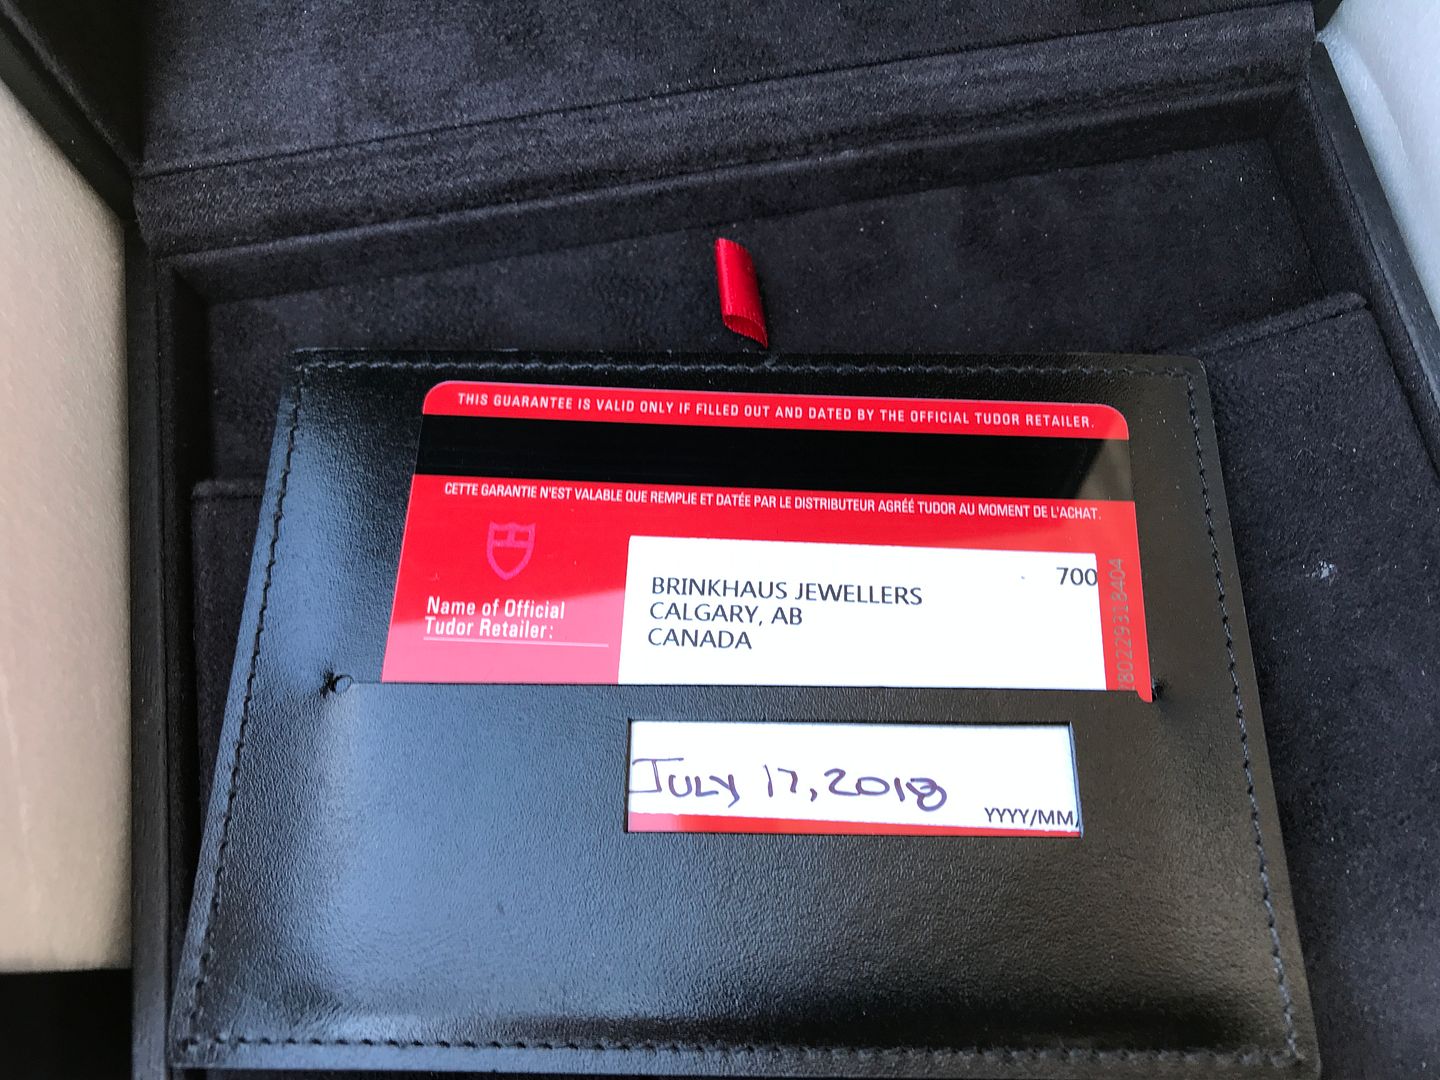 THIS GUARANTEE IS VALID ONLY IF FILLED OUT AND DATED BY THE OFFICIAL TUDOR RETAILER.
CETTE GARANTIE N'EST VALABLE QUE REMPLIE ET DATÉE PAR LE DISTRIBUTEUR AGRÉÉ TUDOR AU MOMENT DE L'ACHAT.
Name of Official
Tudor Retailer:
700
BRINKHAUS JEWELLERS
CALGARY, AB
CANADA
JULY 17, 2018
YYYY/MM/